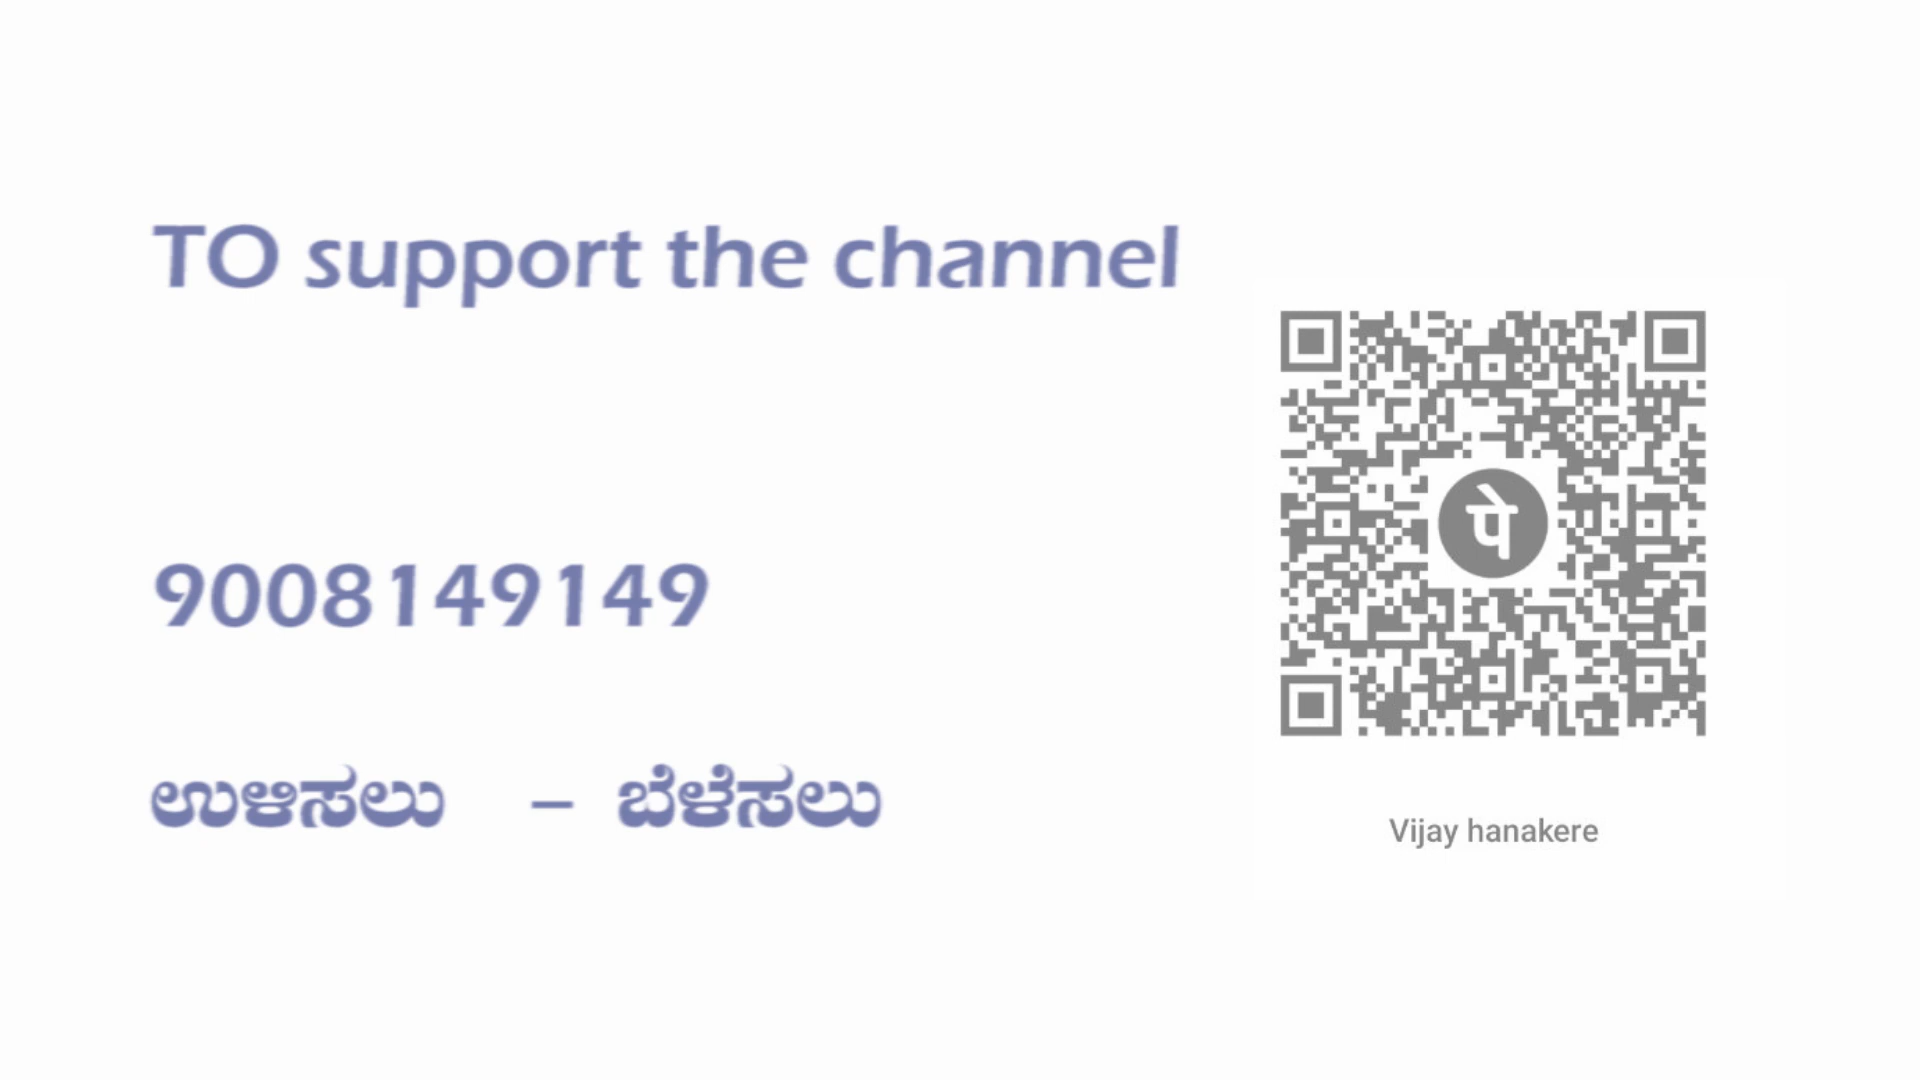 TO support the channel
9008149149
ಉಳಿಸಲು – ಬೆಳೆಸಲು
पे
Vijay hanakere